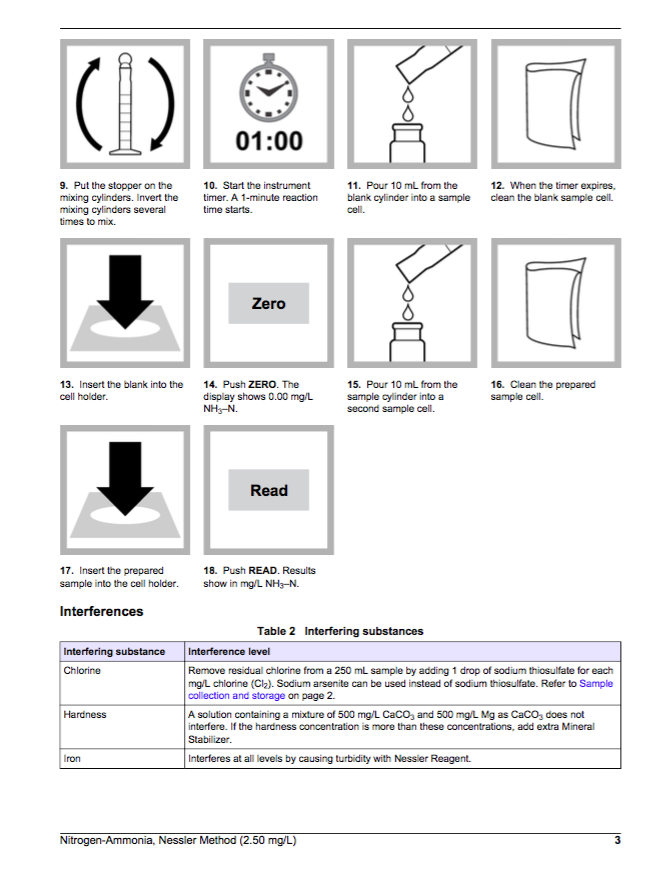 01:00
9. Put the stopper on the
mixing cylinders. Invert the
mixing cylinders several
times to mix.
10. Start the instrument
timer. A 1-minute reaction
time starts.
11. Pour 10 mL from the
blank cylinder into a sample
cell.
12. When the timer expires,
clean the blank sample cell.
Zero
13. Insert the blank into the
cell holder.
14. Push ZERO. The
display shows 0.00 mg/L
NH₃–N.
15. Pour 10 mL from the
sample cylinder into a
second sample cell.
16. Clean the prepared
sample cell.
Read
17. Insert the prepared
sample into the cell holder.
18. Push READ. Results
show in mg/L NH₃–N.
Interferences
Table 2 Interfering substances
Interfering substance Interference level
Chlorine Remove residual chlorine from a 250 mL sample by adding 1 drop of sodium thiosulfate for each
mg/L chlorine (Cl₂). Sodium arsenite can be used instead of sodium thiosulfate. Refer to Sample
collection and storage on page 2.
Hardness A solution containing a mixture of 500 mg/L CaCO₃ and 500 mg/L Mg as CaCO₃ does not
interfere. If the hardness concentration is more than these concentrations, add extra Mineral
Stabilizer.
Iron Interferes at all levels by causing turbidity with Nessler Reagent.
Nitrogen-Ammonia, Nessler Method (2.50 mg/L) 3